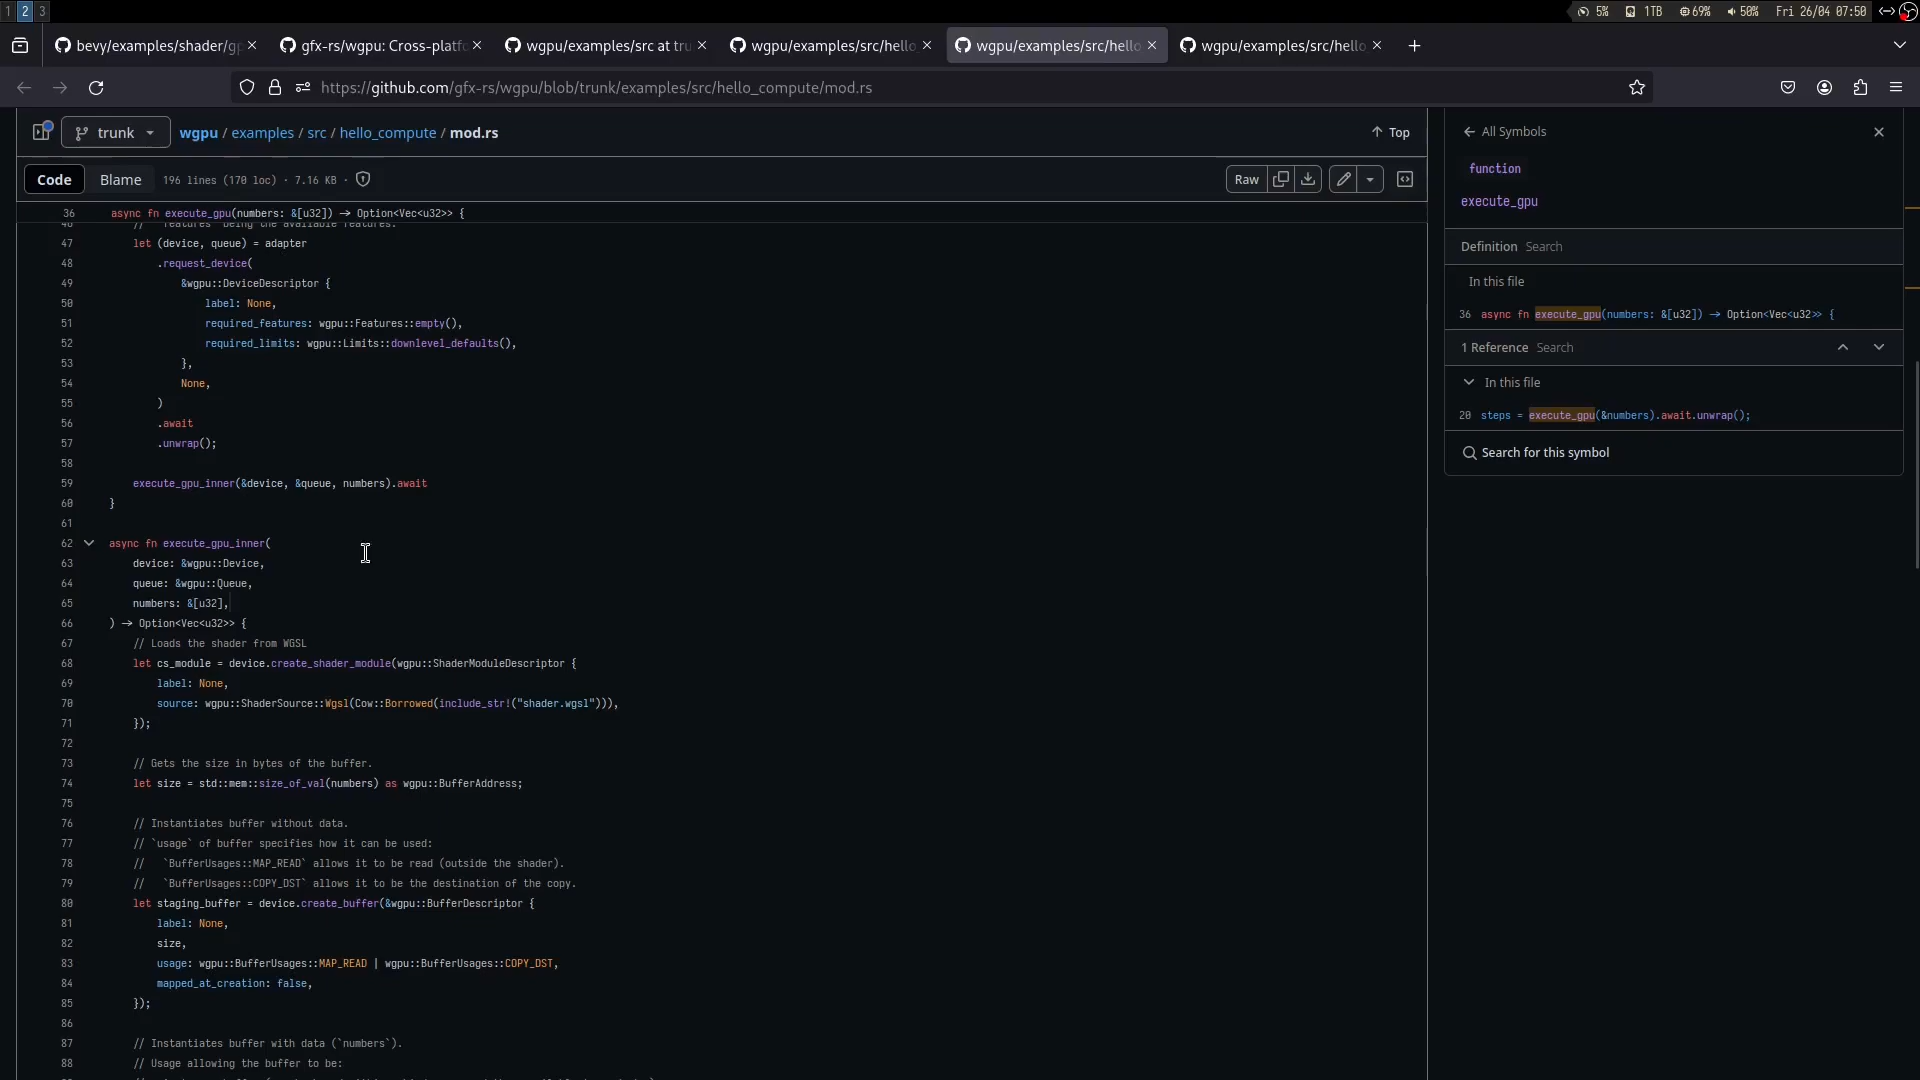 1 2 3
5% 1TB 69% 50% Fri 26/04 07:50
bevy/examples/shader/gp
gfx-rs/wgpu: Cross-platfo
wgpu/examples/src at tru
wgpu/examples/src/hello
wgpu/examples/src/hello
wgpu/examples/src/hello
https://github.com/gfx-rs/wgpu/blob/trunk/examples/src/hello_compute/mod.rs
trunk
wgpu / examples / src / hello_compute / mod.rs
Top
Code Blame 196 lines (170 loc) · 7.16 KB ·
Raw
36 async fn execute_gpu(numbers: &[u32]) -> Option<Vec<u32>> {
46 // `features` being the available features.
47 let (device, queue) = adapter
48 .request_device(
49 &wgpu::DeviceDescriptor {
50 label: None,
51 required_features: wgpu::Features::empty(),
52 required_limits: wgpu::Limits::downlevel_defaults(),
53 },
54 None,
55 )
56 .await
57 .unwrap();
58
59 execute_gpu_inner(&device, &queue, numbers).await
60 }
61
62 async fn execute_gpu_inner(
63 device: &wgpu::Device,
64 queue: &wgpu::Queue,
65 numbers: &[u32],
66 ) -> Option<Vec<u32>> {
67 // Loads the shader from WGSL
68 let cs_module = device.create_shader_module(wgpu::ShaderModuleDescriptor {
69 label: None,
70 source: wgpu::ShaderSource::Wgsl(Cow::Borrowed(include_str!("shader.wgsl"))),
71 });
72
73 // Gets the size in bytes of the buffer.
74 let size = std::mem::size_of_val(numbers) as wgpu::BufferAddress;
75
76 // Instantiates buffer without data.
77 // `usage` of buffer specifies how it can be used:
78 //   `BufferUsages::MAP_READ` allows it to be read (outside the shader).
79 //   `BufferUsages::COPY_DST` allows it to be the destination of the copy.
80 let staging_buffer = device.create_buffer(&wgpu::BufferDescriptor {
81 label: None,
82 size,
83 usage: wgpu::BufferUsages::MAP_READ | wgpu::BufferUsages::COPY_DST,
84 mapped_at_creation: false,
85 });
86
87 // Instantiates buffer with data (`numbers`).
88 // Usage allowing the buffer to be:
All Symbols
function
execute_gpu
Definition Search
In this file
36 async fn execute_gpu(numbers: &[u32]) -> Option<Vec<u32>> {
1 Reference Search
In this file
20 steps = execute_gpu(&numbers).await.unwrap();
Search for this symbol